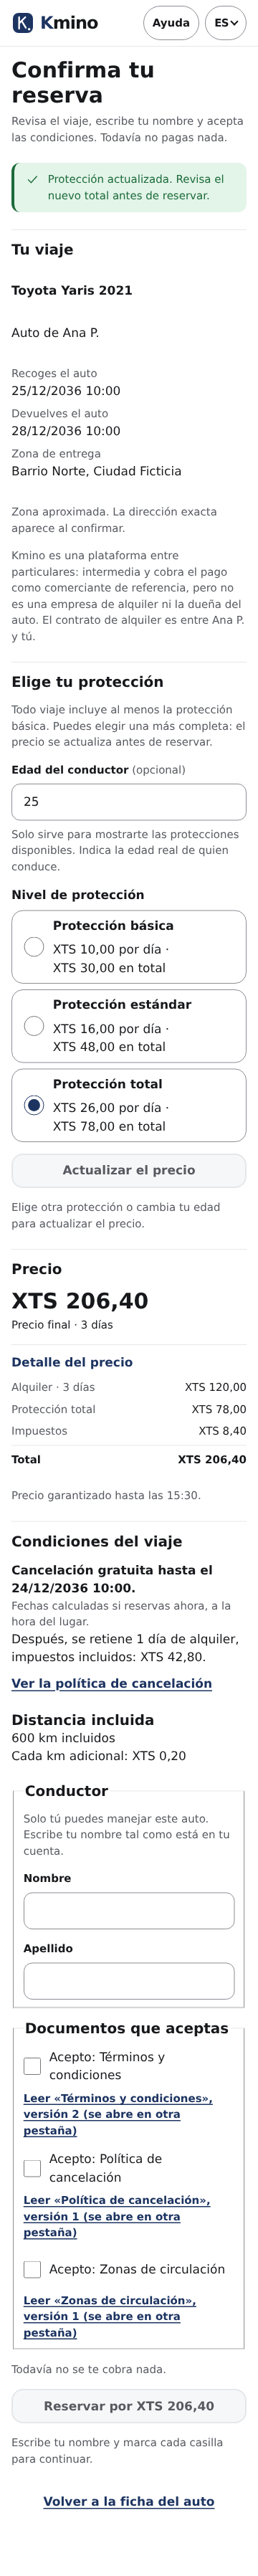 Kmino
Ayuda
ES
Confirma tu
reserva
Revisa el viaje, escribe tu nombre y acepta
las condiciones. Todavía no pagas nada.
Protección actualizada. Revisa el
nuevo total antes de reservar.
Tu viaje
Toyota Yaris 2021
Auto de Ana P.
Recoges el auto
25/12/2036 10:00
Devuelves el auto
28/12/2036 10:00
Zona de entrega
Barrio Norte, Ciudad Ficticia
Zona aproximada. La dirección exacta
aparece al confirmar.
Kmino es una plataforma entre
particulares: intermedia y cobra el pago
como comerciante de referencia, pero no
es una empresa de alquiler ni la dueña del
auto. El contrato de alquiler es entre Ana P.
y tú.
Elige tu protección
Todo viaje incluye al menos la protección
básica. Puedes elegir una más completa: el
precio se actualiza antes de reservar.
Edad del conductor (opcional)
25
Solo sirve para mostrarte las protecciones
disponibles. Indica la edad real de quien
conduce.
Nivel de protección
Protección básica
XTS 10,00 por día ·
XTS 30,00 en total
Protección estándar
XTS 16,00 por día ·
XTS 48,00 en total
Protección total
XTS 26,00 por día ·
XTS 78,00 en total
Actualizar el precio
Elige otra protección o cambia tu edad
para actualizar el precio.
Precio
XTS 206,40
Precio final · 3 días
Detalle del precio
Alquiler · 3 días XTS 120,00
Protección total XTS 78,00
Impuestos XTS 8,40
Total XTS 206,40
Precio garantizado hasta las 15:30.
Condiciones del viaje
Cancelación gratuita hasta el
24/12/2036 10:00.
Fechas calculadas si reservas ahora, a la
hora del lugar.
Después, se retiene 1 día de alquiler,
impuestos incluidos: XTS 42,80.
Ver la política de cancelación
Distancia incluida
600 km incluidos
Cada km adicional: XTS 0,20
Conductor
Solo tú puedes manejar este auto.
Escribe tu nombre tal como está en tu
cuenta.
Nombre
Apellido
Documentos que aceptas
Acepto: Términos y
condiciones
Leer «Términos y condiciones»,
versión 2 (se abre en otra
pestaña)
Acepto: Política de
cancelación
Leer «Política de cancelación»,
versión 1 (se abre en otra
pestaña)
Acepto: Zonas de circulación
Leer «Zonas de circulación»,
versión 1 (se abre en otra
pestaña)
Todavía no se te cobra nada.
Reservar por XTS 206,40
Escribe tu nombre y marca cada casilla
para continuar.
Volver a la ficha del auto